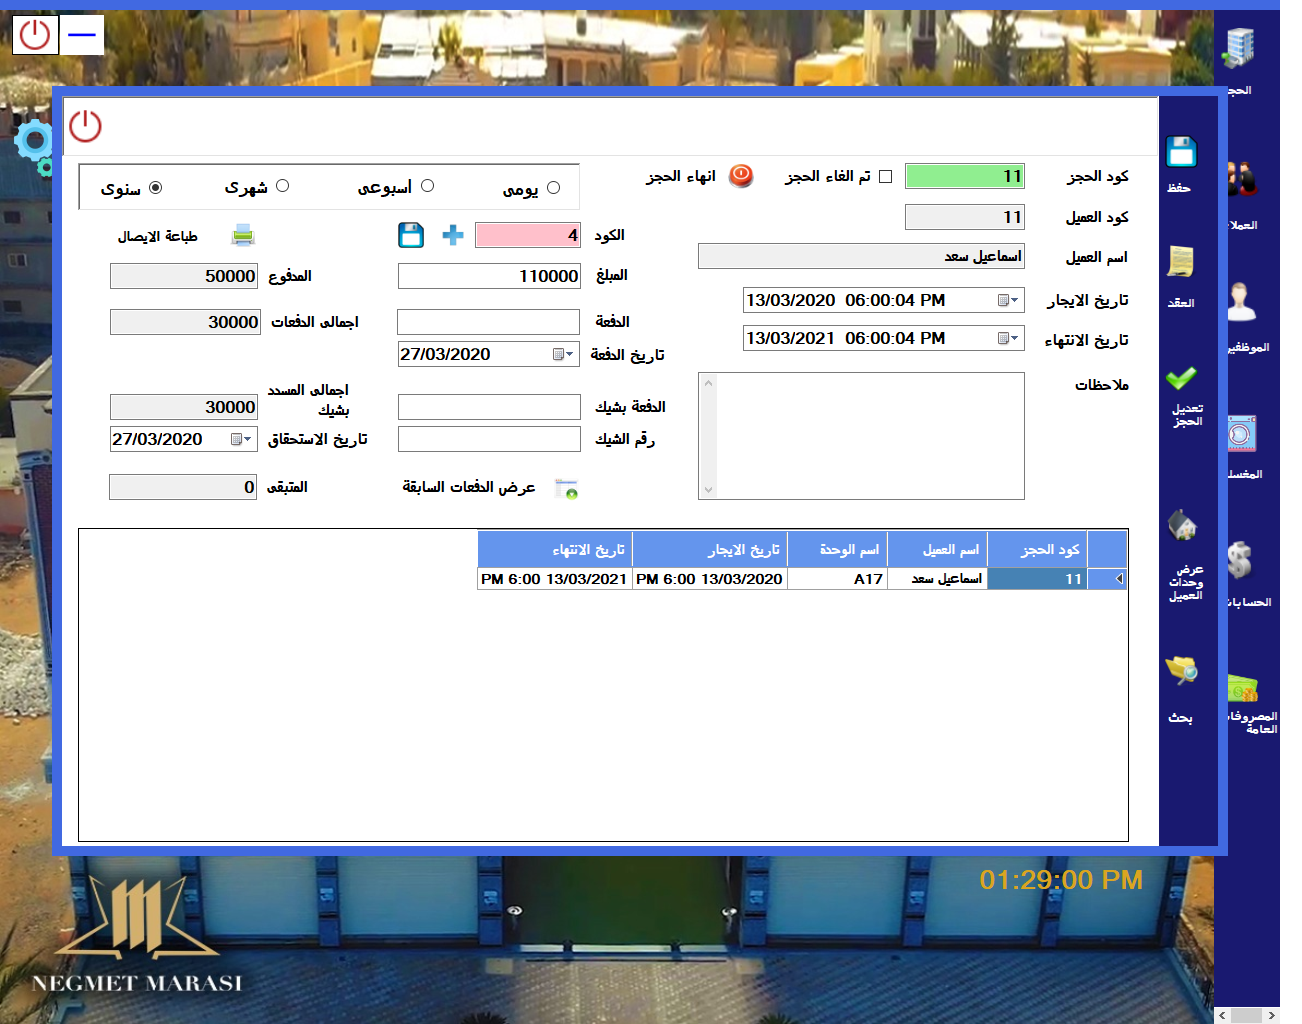 الحجز
العملاء
الموظفين
المغسلة
الحسابات
المصروفات
العامة
حفظ
العقد
تعديل
الحجز
عرض
وحدات
العميل
بحث
كود الحجز
11
تم الغاء الحجز
انهاء الحجز
كود العميل
11
اسم العميل
اسماعيل سعد
تاريخ الايجار
13/03/2020 06:00:04 PM
تاريخ الانتهاء
13/03/2021 06:00:04 PM
ملاحظات
يومى
اسبوعى
شهرى
سنوى
الكود
4
طباعة الايصال
المبلغ
110000
المدفوع
50000
الدفعة
اجمالى الدفعات
30000
تاريخ الدفعة
27/03/2020
الدفعة بشيك
اجمالى المسدد
بشيك
30000
رقم الشيك
تاريخ الاستحقاق
27/03/2020
عرض الدفعات السابقة
المتبقى
0
كود الحجز اسم العميل اسم الوحدة تاريخ الايجار تاريخ الانتهاء
11 اسماعيل سعد A17 13/03/2020 6:00 PM 13/03/2021 6:00 PM
01:29:00 PM
NEGMET MARASI